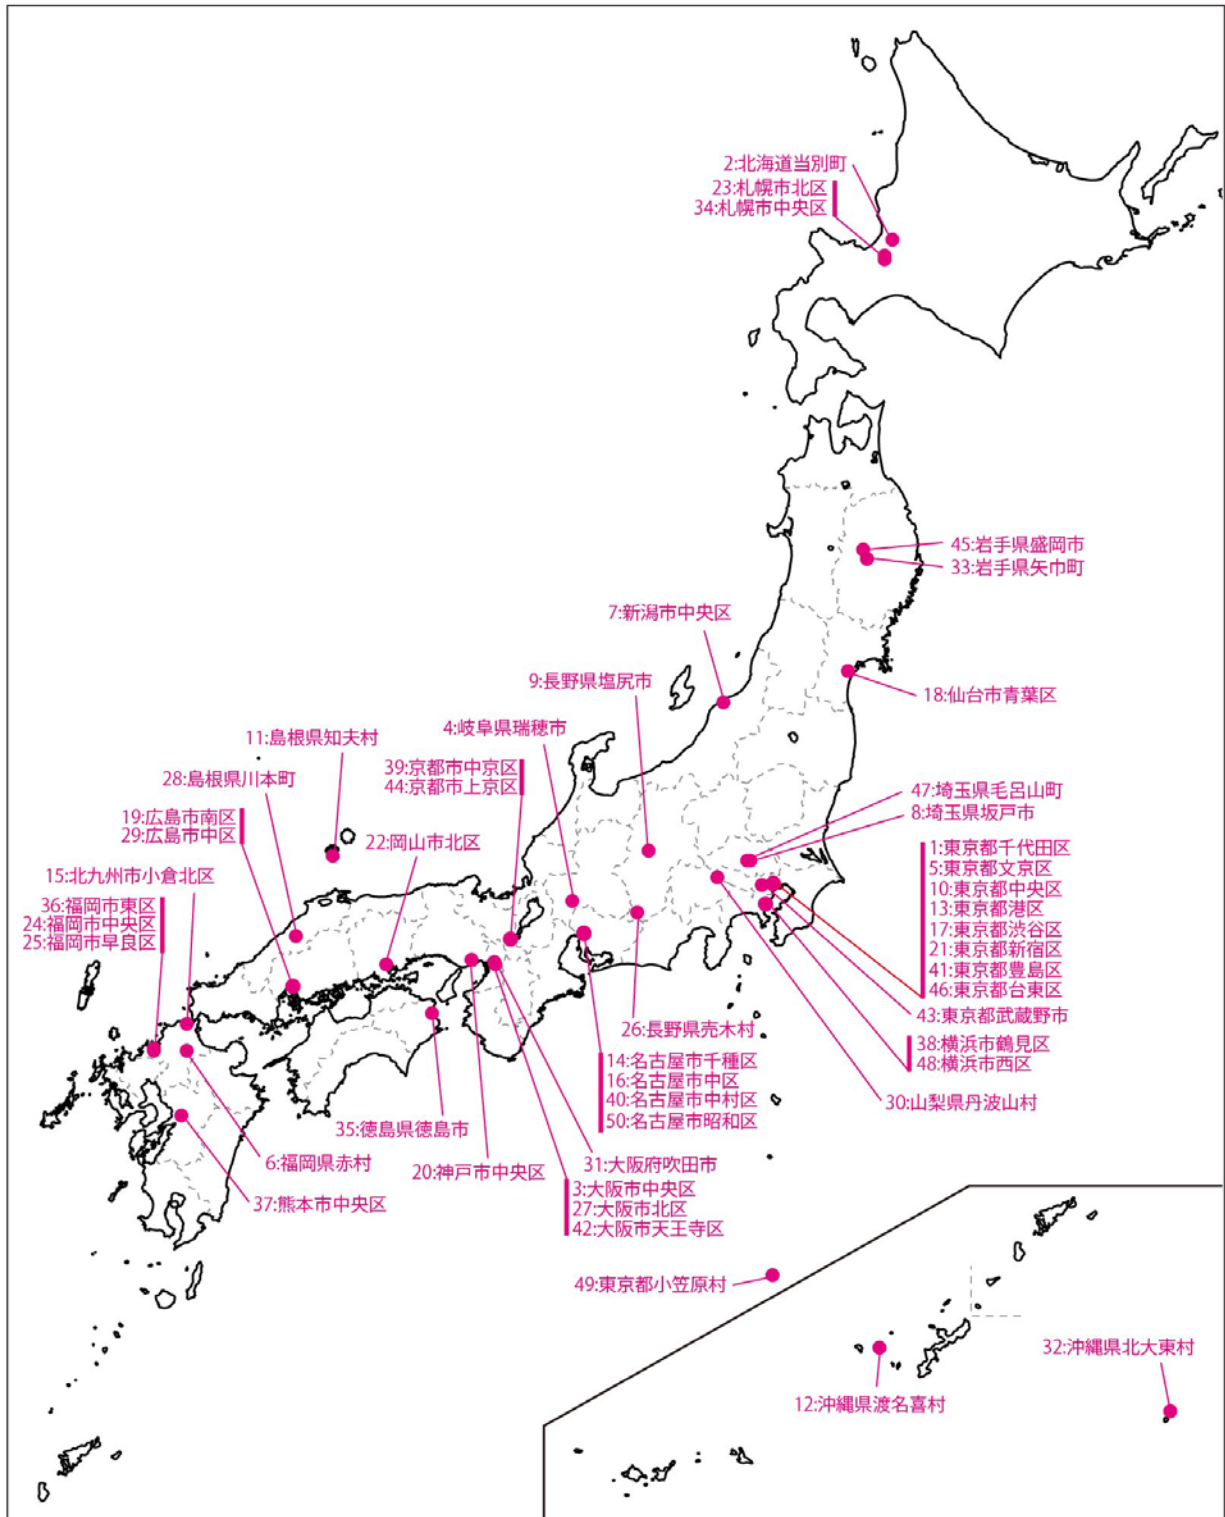 2:北海道当別町
23:札幌市北区
34:札幌市中央区
45:岩手県盛岡市
33:岩手県矢巾町
7:新潟市中央区
9:長野県塩尻市
18:仙台市青葉区
4:岐阜県瑞穂市
11:島根県知夫村
39:京都市中京区
44:京都市上京区
28:島根県川本町
47:埼玉県毛呂山町
8:埼玉県坂戸市
19:広島市南区
29:広島市中区
22:岡山市北区
1:東京都千代田区
5:東京都文京区
10:東京都中央区
13:東京都港区
17:東京都渋谷区
21:東京都新宿区
41:東京都豊島区
46:東京都台東区
15:北九州市小倉北区
36:福岡市東区
24:福岡市中央区
25:福岡市早良区
43:東京都武蔵野市
26:長野県売木村
38:横浜市鶴見区
48:横浜市西区
14:名古屋市千種区
16:名古屋市中区
40:名古屋市中村区
50:名古屋市昭和区
30:山梨県丹波山村
35:徳島県徳島市
6:福岡県赤村
20:神戸市中央区
31:大阪府吹田市
3:大阪市中央区
27:大阪市北区
42:大阪市天王寺区
37:熊本市中央区
49:東京都小笠原村
32:沖縄県北大東村
12:沖縄県渡名喜村